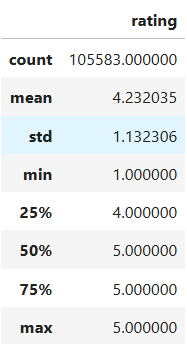 rating
count 105583.000000
mean 4.232035
std 1.132306
min 1.000000
25% 4.000000
50% 5.000000
75% 5.000000
max 5.000000